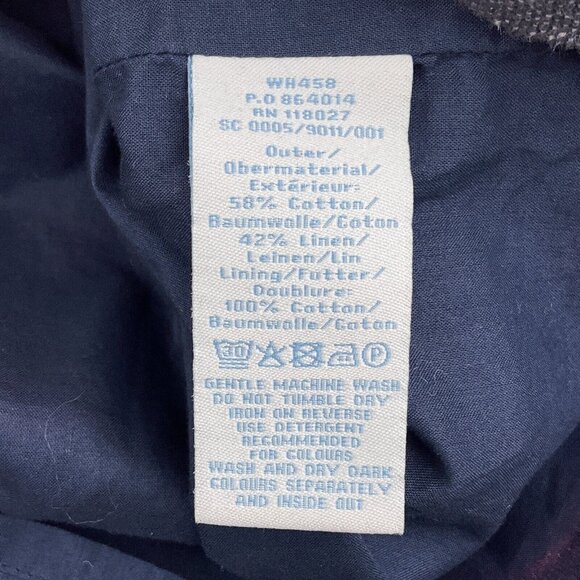 WH458
P.O 864014
RN 118027
SC 0005/9011/001
Outer/
Obermaterial/
Extérieur:
58% Cotton/
Baumwolle/Coton
42% Linen/
Leinen/Lin
Lining/Futter/
Doublure:
100% Cotton/
Baumwolle/Coton
30 P
GENTLE MACHINE WASH
DO NOT TUMBLE DRY
IRON ON REVERSE
USE DETERGENT
RECOMMENDED
FOR COLOURS
WASH AND DRY DARK
COLOURS SEPARATELY
AND INSIDE OUT